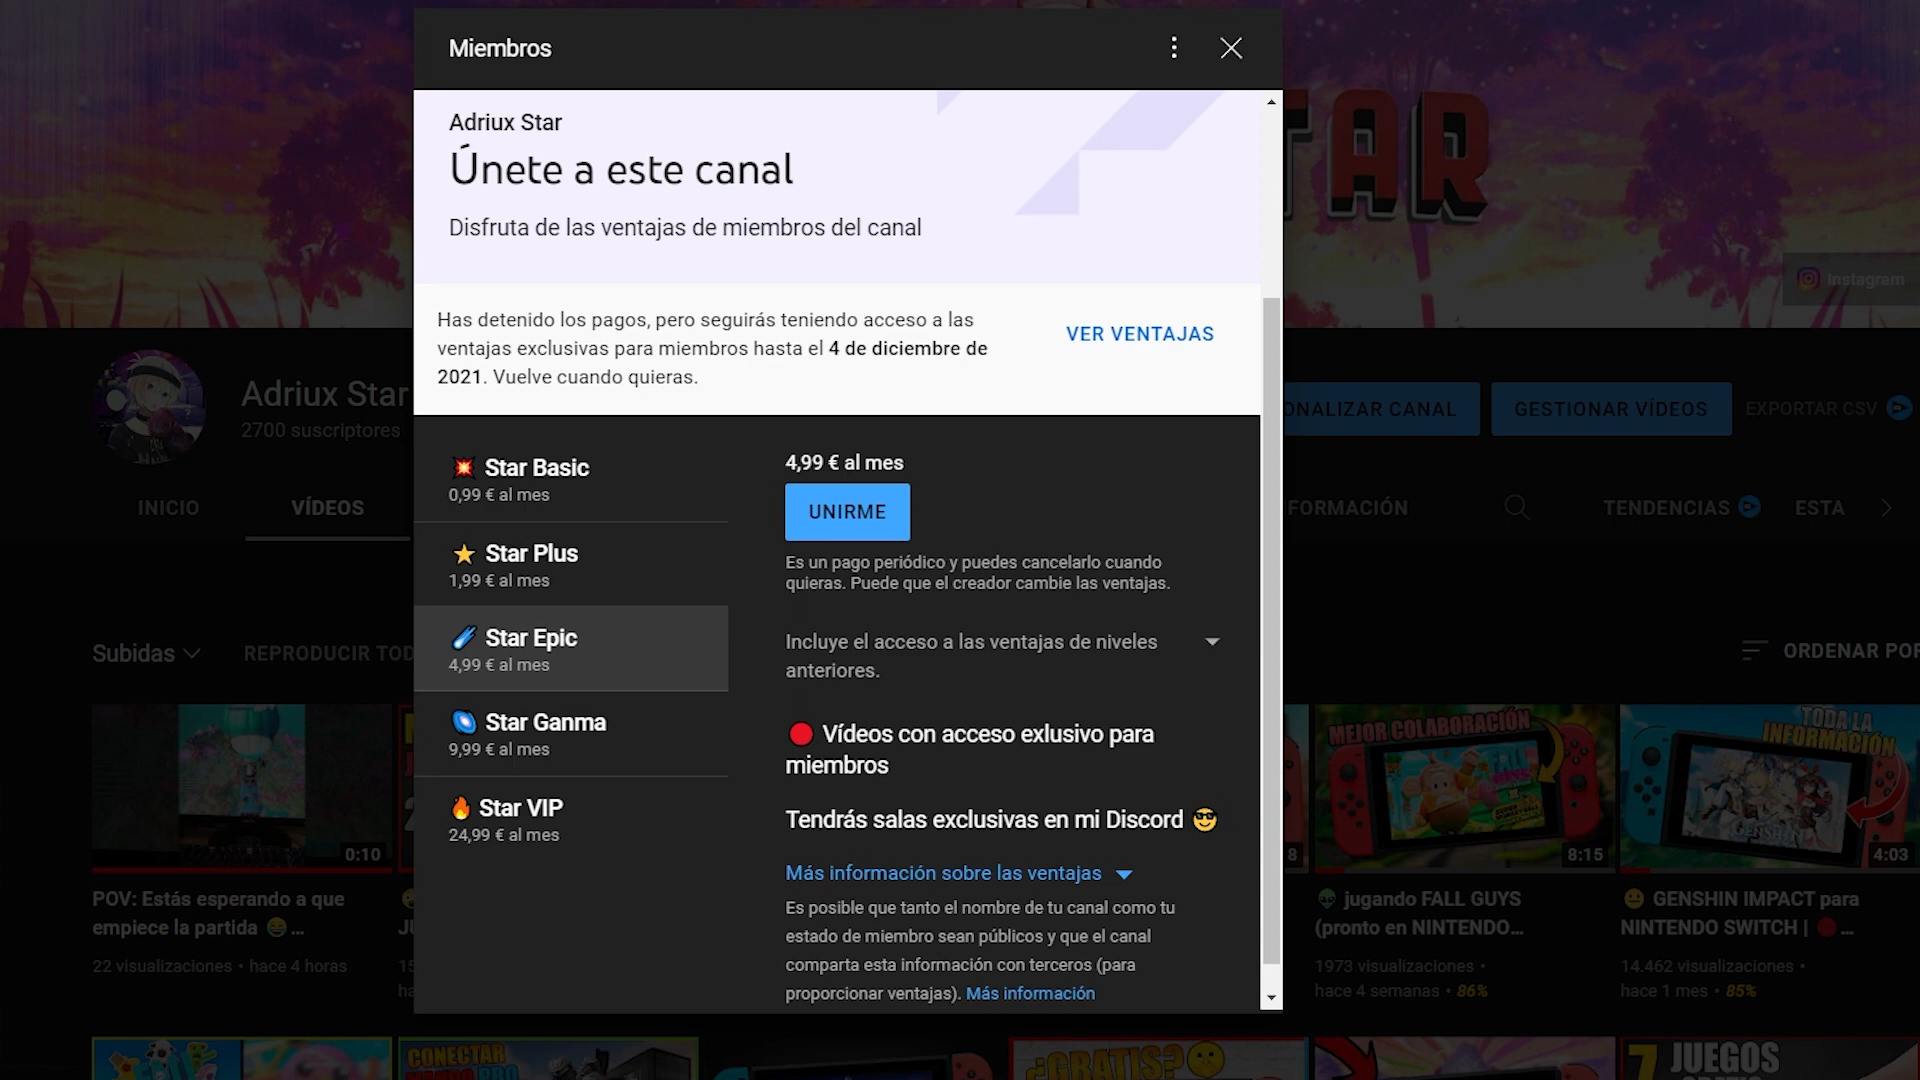 Miembros
Adriux Star
Únete a este canal
Disfruta de las ventajas de miembros del canal
Has detenido los pagos, pero seguirás teniendo acceso a las
ventajas exclusivas para miembros hasta el 4 de diciembre de
2021. Vuelve cuando quieras.
VER VENTAJAS
Star Basic
0,99 € al mes
Star Plus
1,99 € al mes
Star Epic
4,99 € al mes
Star Ganma
9,99 € al mes
Star VIP
24,99 € al mes
4,99 € al mes
UNIRME
Es un pago periódico y puedes cancelarlo cuando
quieras. Puede que el creador cambie las ventajas.
Incluye el acceso a las ventajas de niveles
anteriores.
🔴 Vídeos con acceso exlusivo para
miembros
Tendrás salas exclusivas en mi Discord 😎
Más información sobre las ventajas
Es posible que tanto el nombre de tu canal como tu
estado de miembro sean públicos y que el canal
comparta esta información con terceros (para
proporcionar ventajas). Más información
TAR
Instagram
Adriux Star
2700 suscriptores
ONALIZAR CANAL
GESTIONAR VÍDEOS
EXPORTAR CSV
INICIO
VÍDEOS
FORMACIÓN
TENDENCIAS
ESTA
Subidas
REPRODUCIR TOD
ORDENAR POR
0:10
POV: Estás esperando a que
empiece la partida 😂...
22 visualizaciones • hace 4 horas
8
MEJOR COLABORACIÓN
8:15
👽 jugando FALL GUYS
(pronto en NINTENDO...
1973 visualizaciones •
hace 4 semanas • 86%
TODA LA
INFORMACIÓN
GENSHIN
4:03
😐 GENSHIN IMPACT para
NINTENDO SWITCH | 🔴...
14.462 visualizaciones •
hace 1 mes • 85%
CONECTAR
MANDO PRO
¿GRATIS?
7 JUEGOS
GRATIS